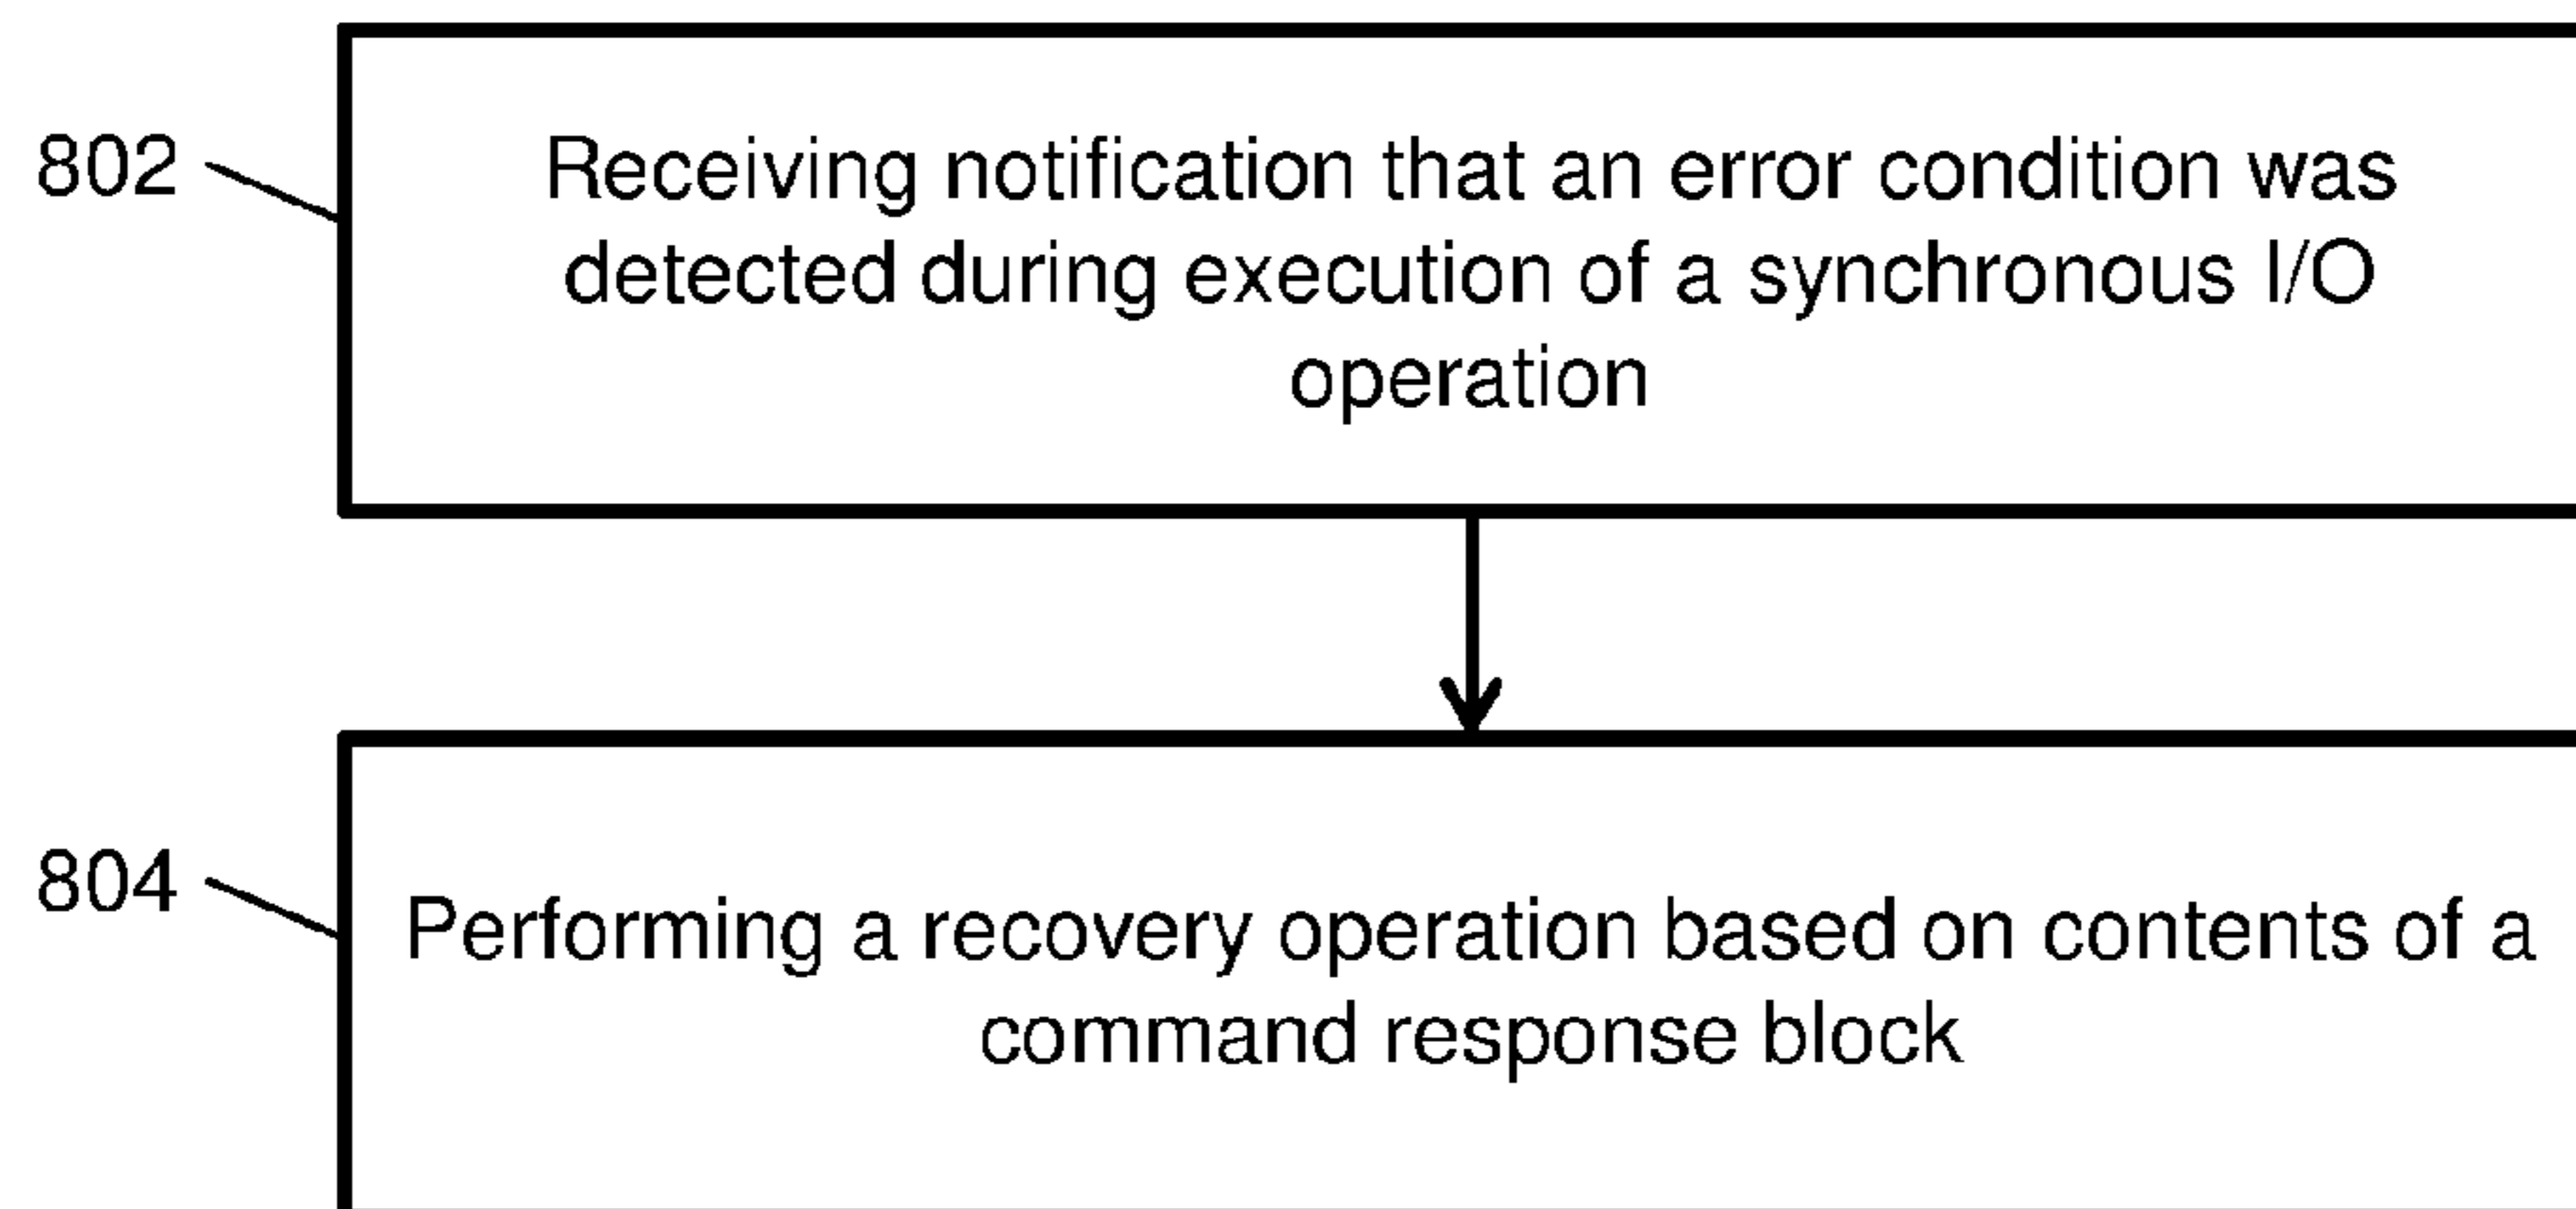 802
Receiving notification that an error condition was
detected during execution of a synchronous I/O
operation
804
Performing a recovery operation based on contents of a
command response block